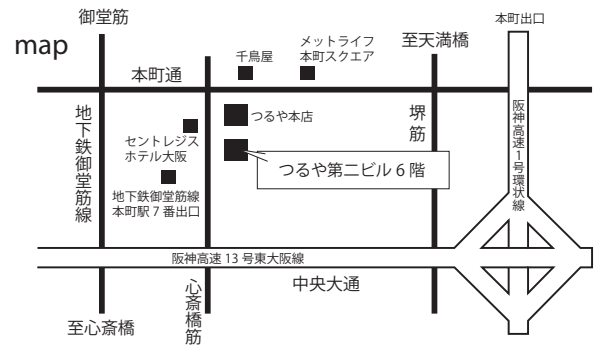 御堂筋
本町出口
map
千鳥屋
メットライフ
本町スクエア
至天満橋
本町通
地下鉄御堂筋線
つるや本店
堺筋
阪神高速1号環状線
セントレジス
ホテル大阪
つるや第二ビル6階
地下鉄御堂筋線
本町駅7番出口
阪神高速13号東大阪線
心斎橋筋
中央大通
至心斎橋